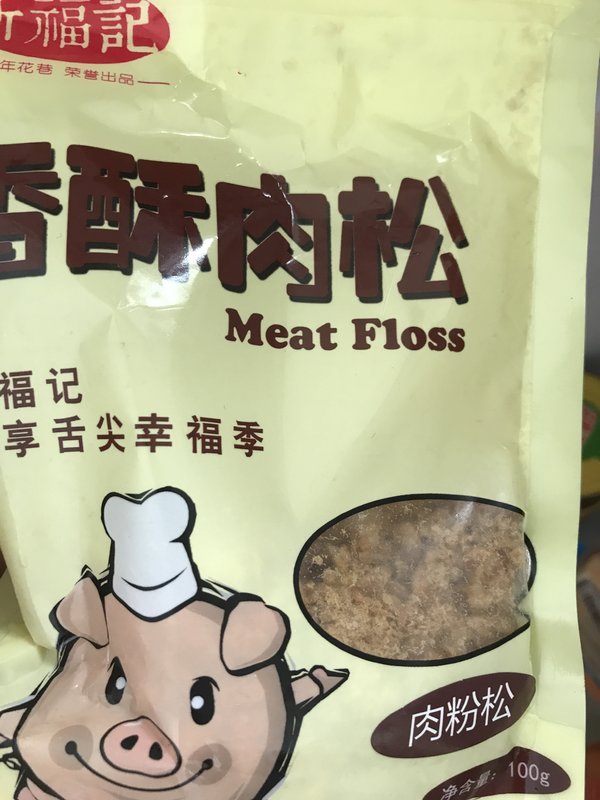 福記
年花巷 荣誉出品
香酥肉松
Meat Floss
福记
享舌尖幸福季
肉粉松
净含量: 100g